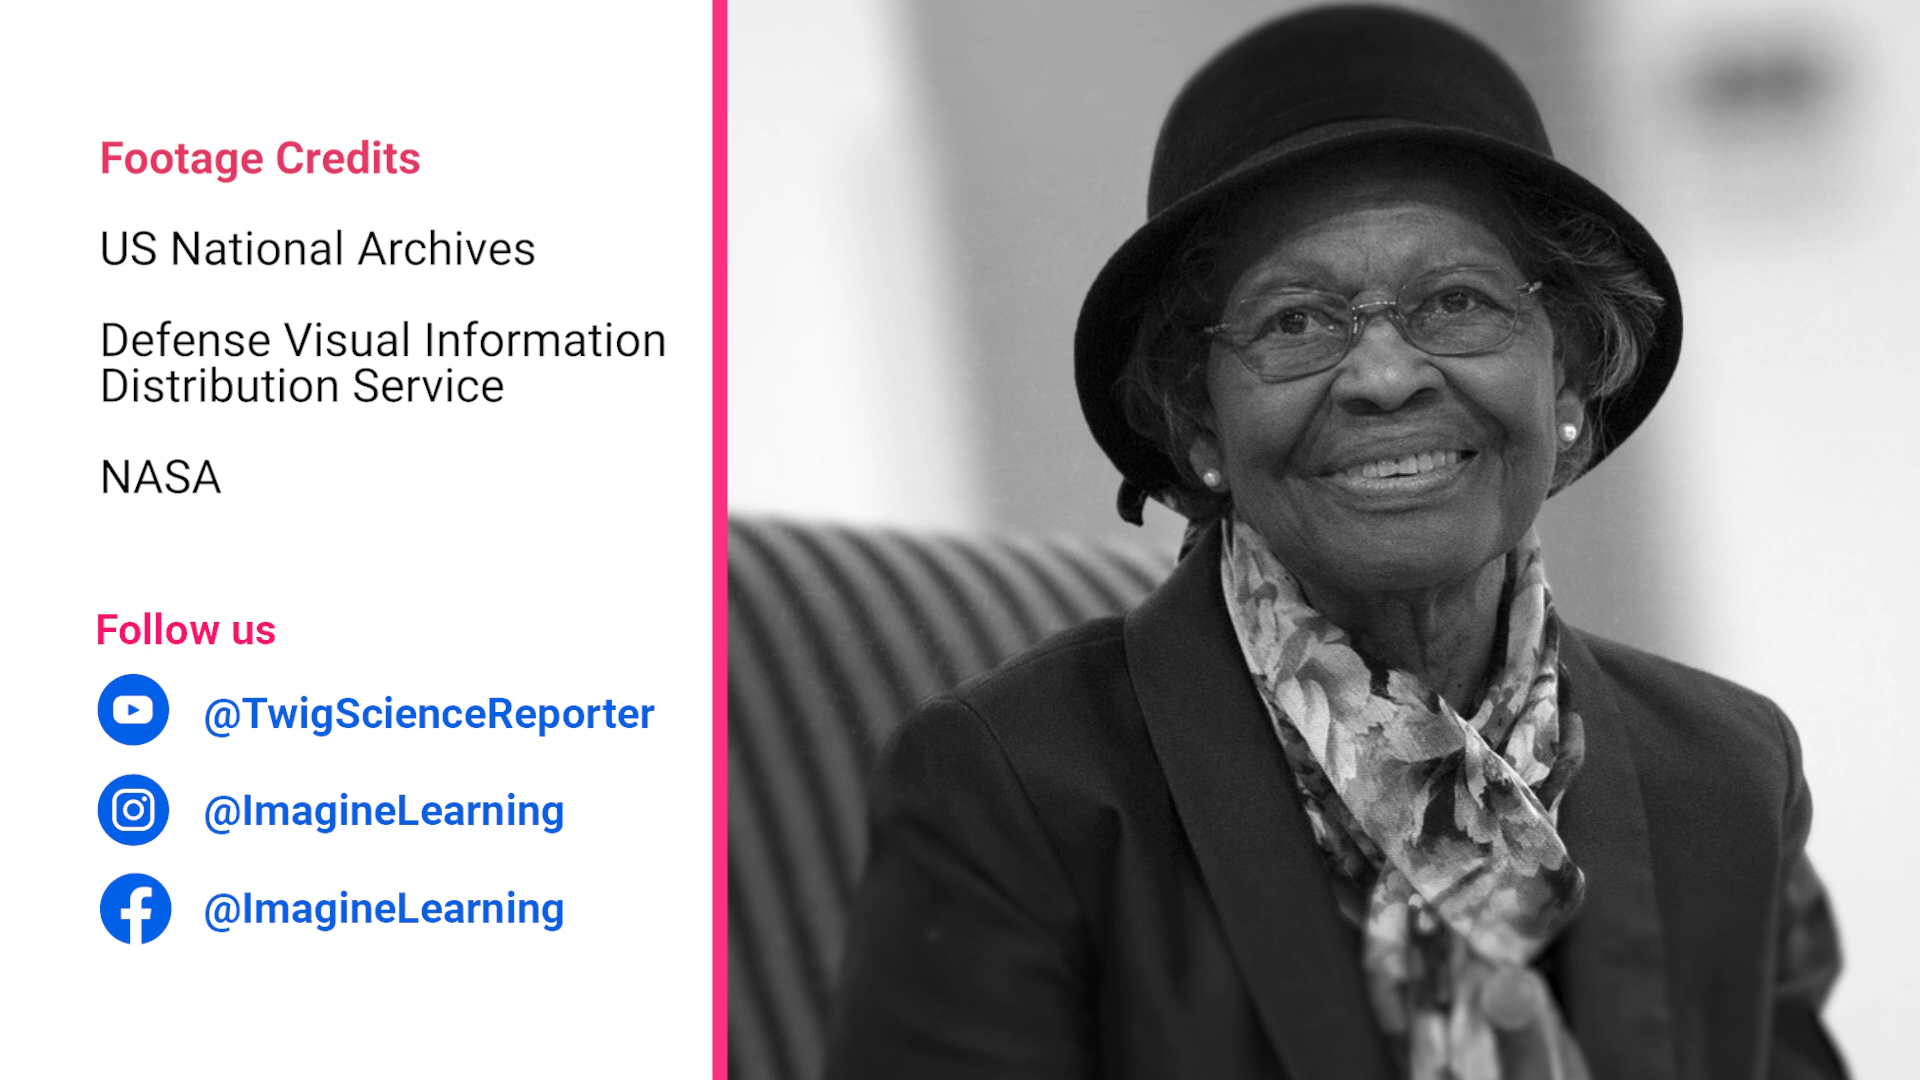 Footage Credits
US National Archives
Defense Visual Information
Distribution Service
NASA
Follow us
@TwigScienceReporter
@ImagineLearning
@ImagineLearning